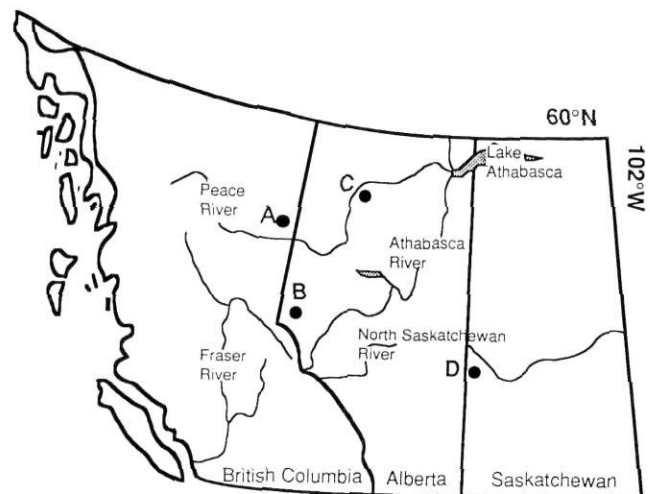 60°N
102°W
Lake
Athabasca
C
Peace
River
A
Athabasca
River
B
North Saskatchewan
River
Fraser
River
D
British Columbia
Alberta
Saskatchewan